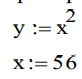 y := x²
x := 56